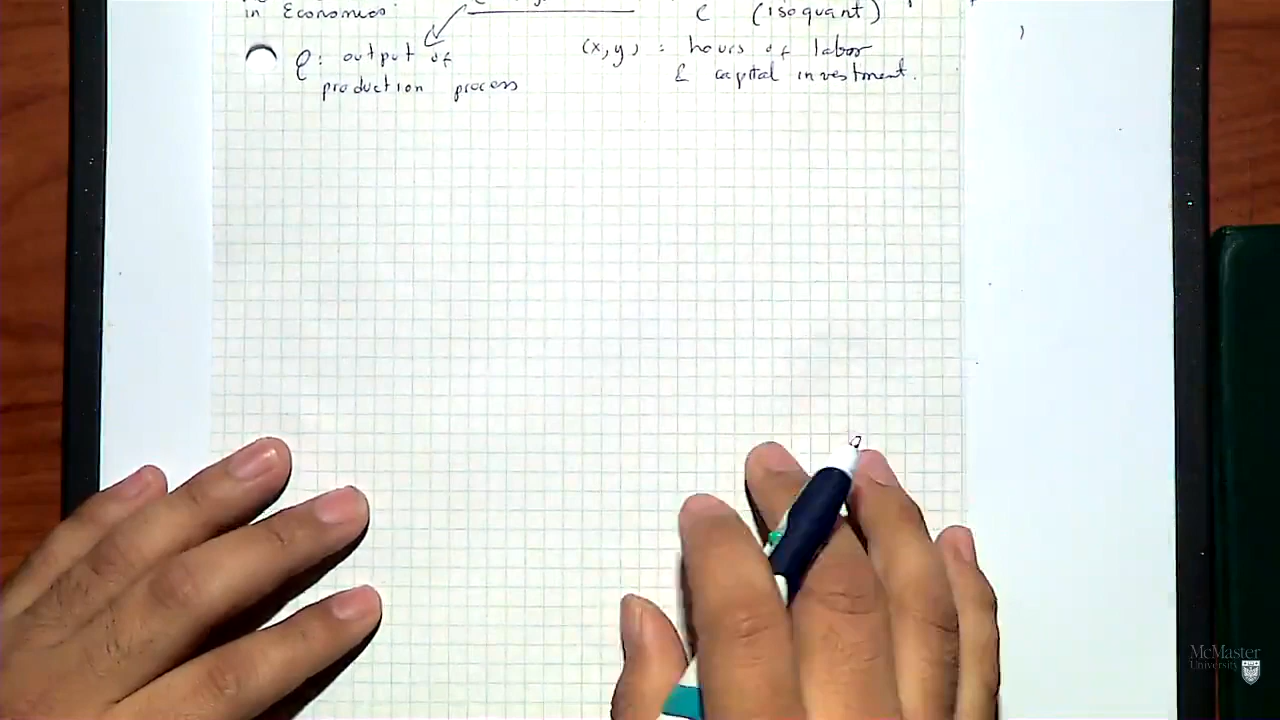 in Economics:
C (isoquant)
: output of
production process
(x,y) : hours of labor
& capital investment.
McMaster
University